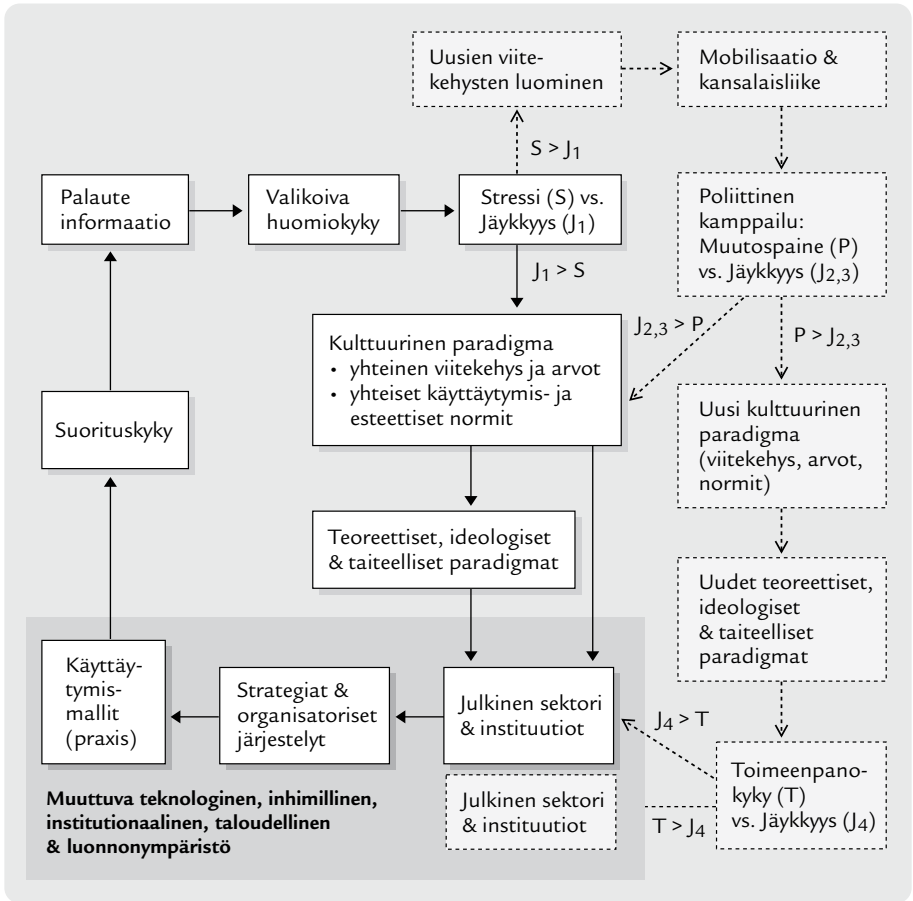 Uusien viite-
kehysten luominen
Mobilisaatio &
kansalaisliike
S > J1
Palaute
informaatio
Valikoiva
huomiokyky
Stressi (S) vs.
Jäykkyys (J1)
Poliittinen
kamppailu:
Muutospaine (P)
vs. Jäykkyys (J2,3)
J1 > S
J2,3 > P
P > J2,3
Kulttuurinen paradigma
• yhteinen viitekehys ja arvot
• yhteiset käyttäytymis- ja
esteettiset normit
Suorituskyky
Uusi kulttuurinen
paradigma
(viitekehys, arvot,
normit)
Teoreettiset, ideologiset
& taiteelliset paradigmat
Uudet teoreettiset,
ideologiset
& taiteelliset
paradigmat
Käyttäy-
tymis-
mallit
(praxis)
Strategiat &
organisatoriset
järjestelyt
Julkinen sektori
& instituutiot
J4 > T
Toimeenpano-
kyky (T)
vs. Jäykkyys (J4)
T > J4
Julkinen sektori
& instituutiot
Muuttuva teknologinen, inhimillinen,
institutionaalinen, taloudellinen
& luonnonympäristö